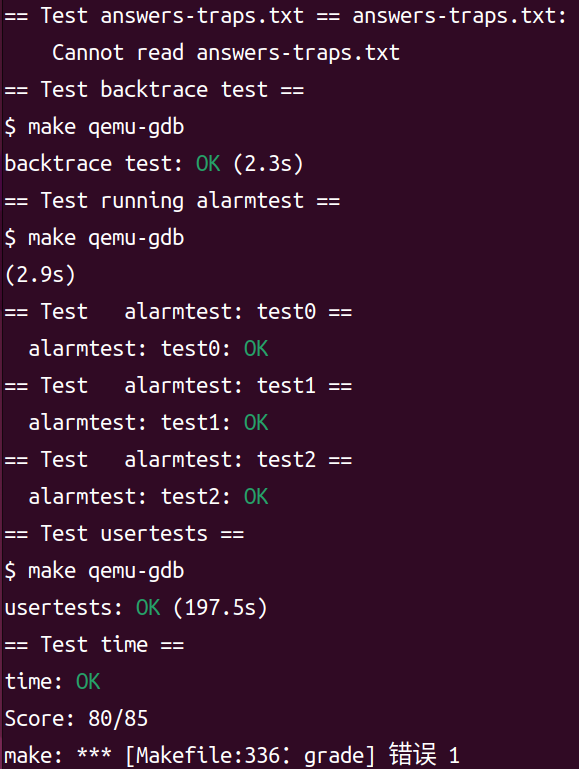 == Test answers-traps.txt == answers-traps.txt:
    Cannot read answers-traps.txt
== Test backtrace test ==
$ make qemu-gdb
backtrace test: OK (2.3s)
== Test running alarmtest ==
$ make qemu-gdb
(2.9s)
== Test   alarmtest: test0 ==
  alarmtest: test0: OK
== Test   alarmtest: test1 ==
  alarmtest: test1: OK
== Test   alarmtest: test2 ==
  alarmtest: test2: OK
== Test usertests ==
$ make qemu-gdb
usertests: OK (197.5s)
== Test time ==
time: OK
Score: 80/85
make: *** [Makefile:336：grade] 错误 1